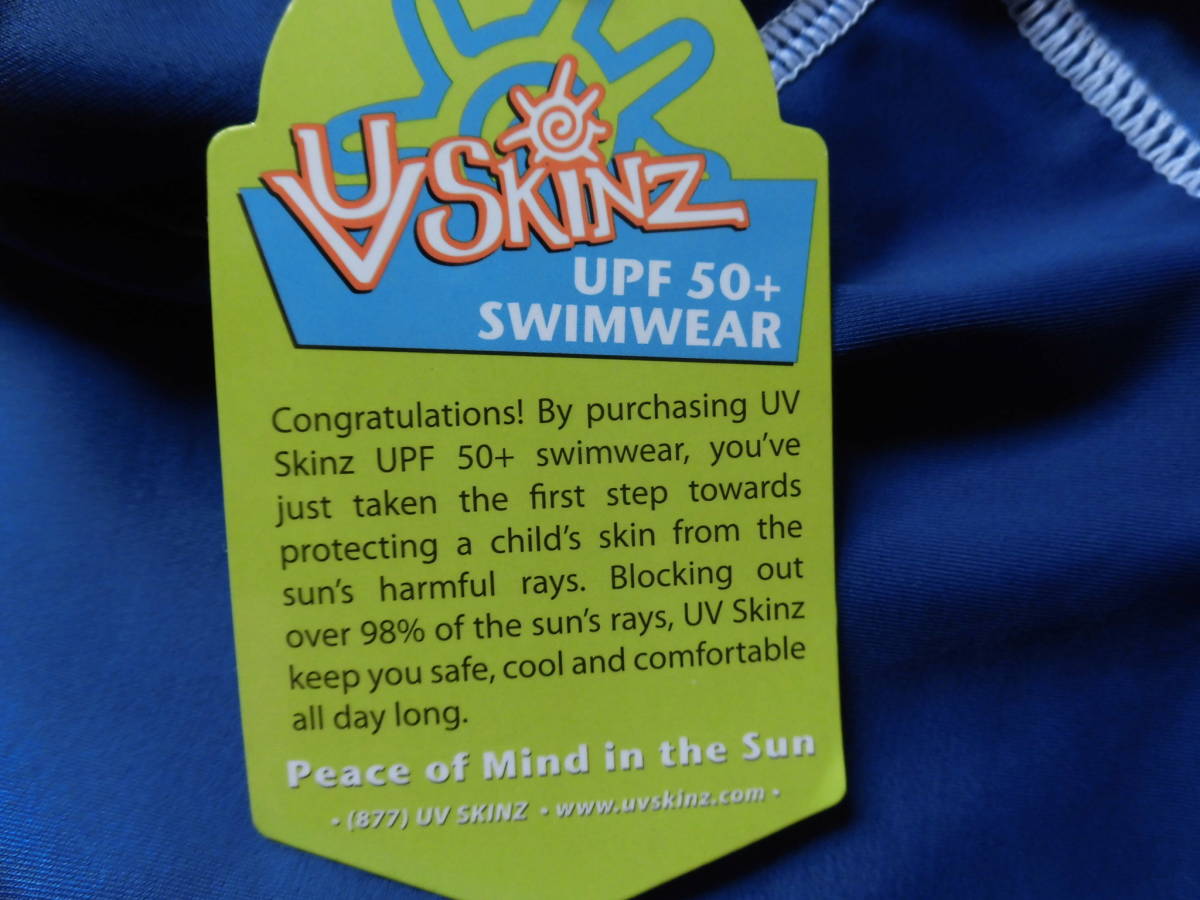 UV SKINZ
UPF 50+
SWIMWEAR
Congratulations! By purchasing UV
Skinz UPF 50+ swimwear, you've
just taken the first step towards
protecting a child's skin from the
sun's harmful rays. Blocking out
over 98% of the sun's rays, UV Skinz
keep you safe, cool and comfortable
all day long.
Peace of Mind in the Sun
• (877) UV SKINZ • www.uvskinz.com •